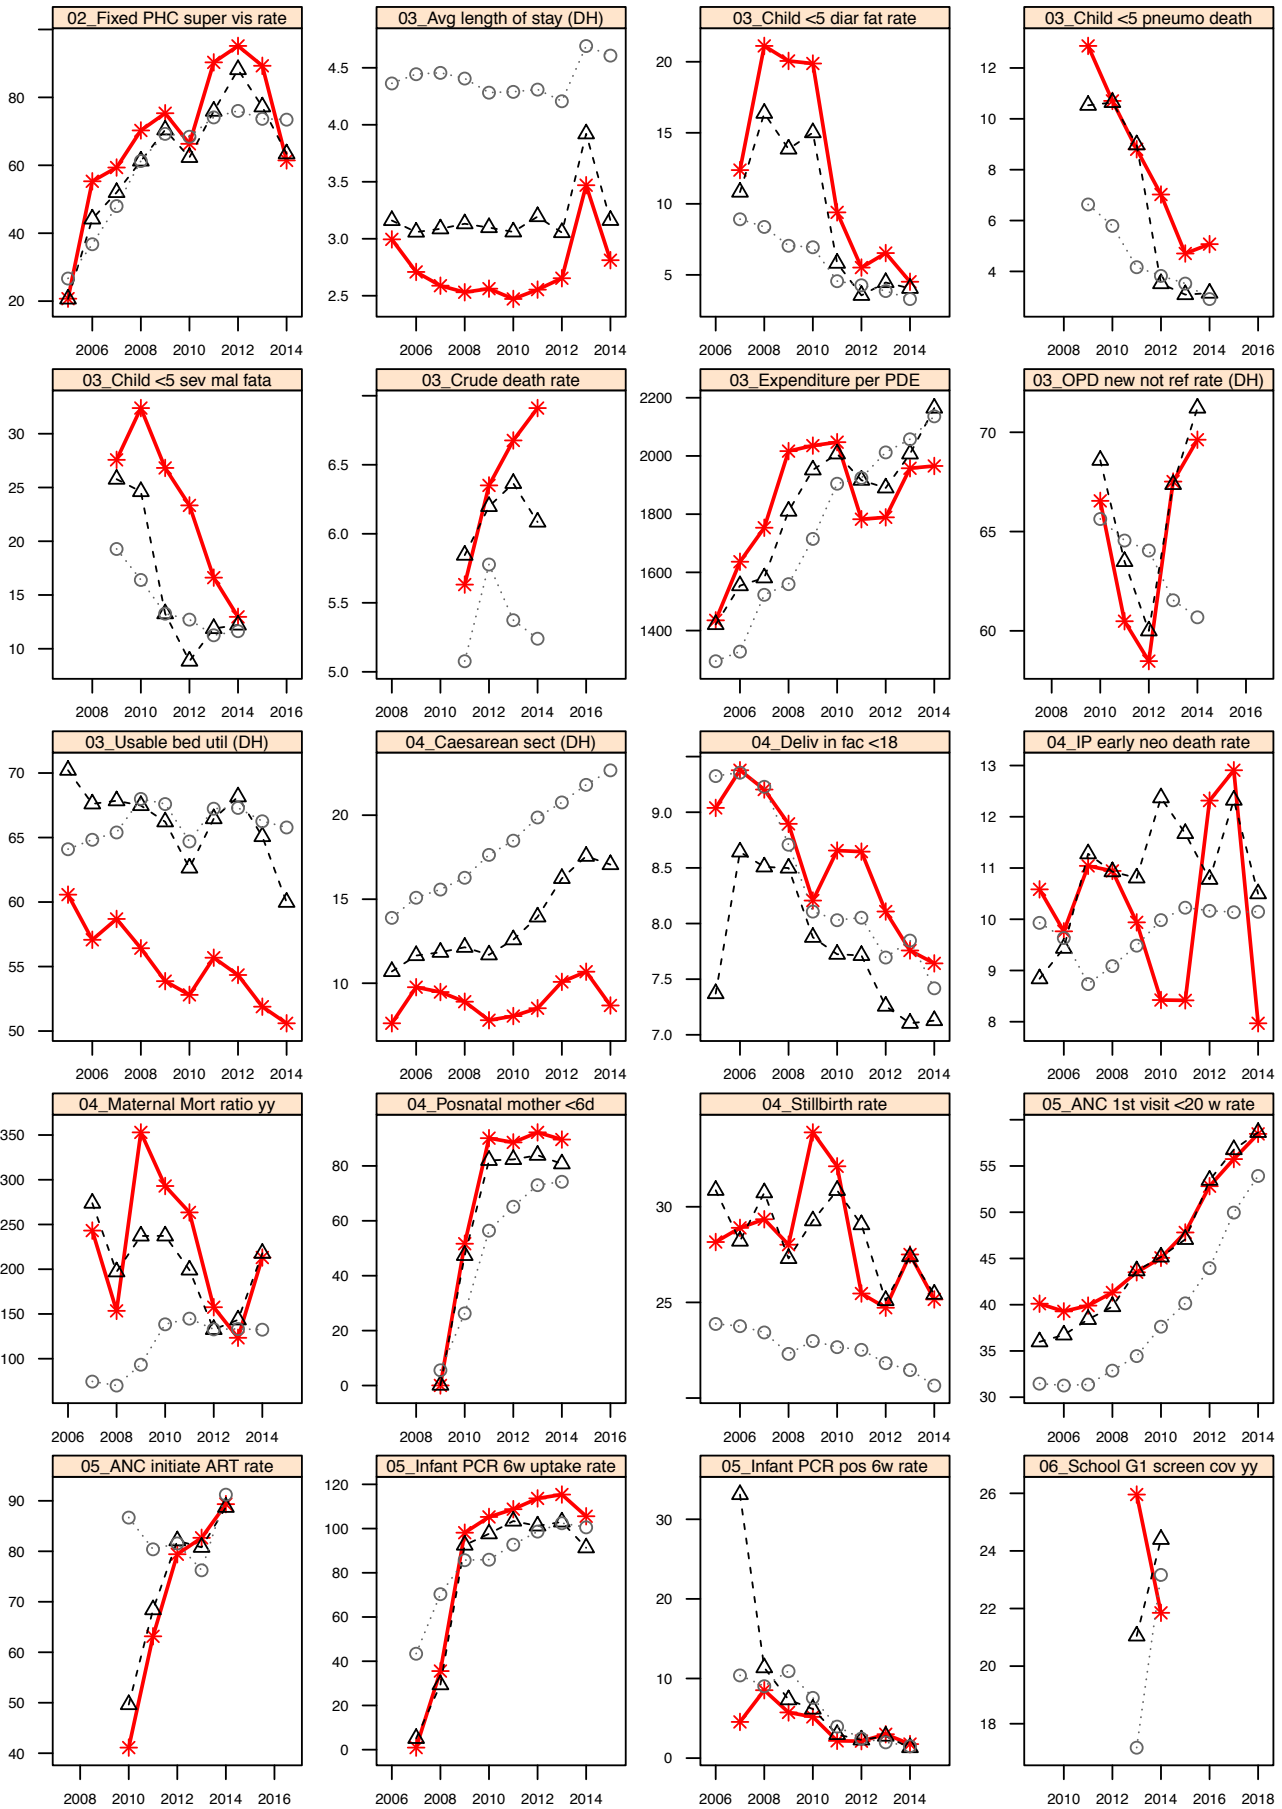 02_Fixed PHC super vis rate
03_Avg length of stay (DH)
03_Child <5 diar fat rate
03_Child <5 pneumo death
80
60
40
20
4.5
4.0
3.5
3.0
2.5
20
15
10
5
12
10
8
6
4
2006 2008 2010 2012 2014
2006 2008 2010 2012 2014
2006 2008 2010 2012 2014
2008 2010 2012 2014 2016
03_Child <5 sev mal fata
03_Crude death rate
03_Expenditure per PDE
03_OPD new not ref rate (DH)
30
25
20
15
10
6.5
6.0
5.5
5.0
2200
2000
1800
1600
1400
70
65
60
2008 2010 2012 2014 2016
2008 2010 2012 2014 2016
2006 2008 2010 2012 2014
2008 2010 2012 2014 2016
03_Usable bed util (DH)
04_Caesarean sect (DH)
04_Deliv in fac <18
04_IP early neo death rate
70
65
60
55
50
20
15
10
9.0
8.5
8.0
7.5
7.0
13
12
11
10
9
8
2006 2008 2010 2012 2014
2006 2008 2010 2012 2014
2006 2008 2010 2012 2014
2006 2008 2010 2012 2014
04_Maternal Mort ratio yy
04_Posnatal mother <6d
04_Stillbirth rate
05_ANC 1st visit <20 w rate
350
300
250
200
150
100
80
60
40
20
0
30
25
55
50
45
40
35
30
2006 2008 2010 2012 2014
2008 2010 2012 2014 2016
2006 2008 2010 2012 2014
2006 2008 2010 2012 2014
05_ANC initiate ART rate
05_Infant PCR 6w uptake rate
05_Infant PCR pos 6w rate
06_School G1 screen cov yy
90
80
70
60
50
40
120
100
80
60
40
20
0
30
20
10
0
26
24
22
20
18
2008 2010 2012 2014 2016
2006 2008 2010 2012 2014
2006 2008 2010 2012 2014
2010 2012 2014 2016 2018